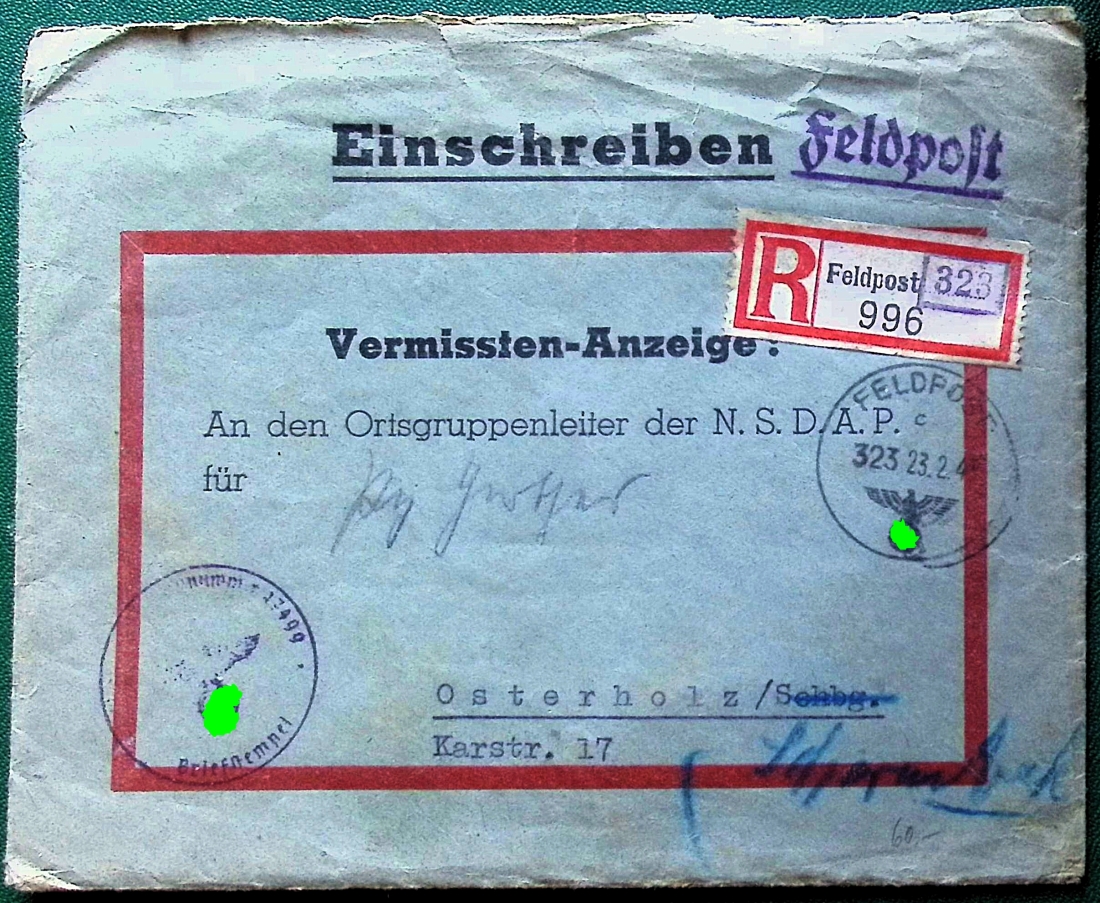 Einschreiben Feldpost
R Feldpost 323
996
Vermissten-Anzeige:
An den Ortsgruppenleiter der N.S.D.A.P.
für
FELDPOST
c
323 23.2.4
17499
Briefstempel
Osterholz/Schbg.
Karstr. 17
60.-